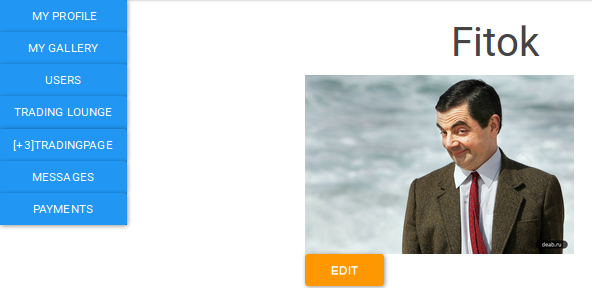 MY PROFILE
MY GALLERY
USERS
TRADING LOUNGE
[+3]TRADINGPAGE
MESSAGES
PAYMENTS
Fitok
deab.ru
EDIT